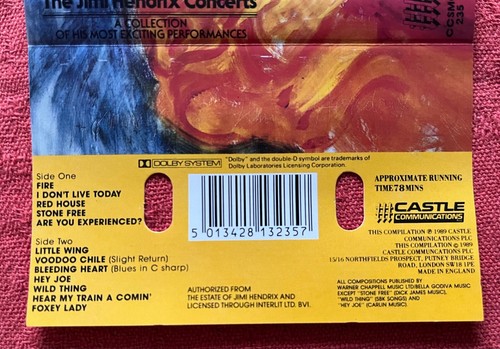 The Jimi Hendrix Concerts
A COLLECTION
OF HIS MOST EXCITING PERFORMANCES
CCSMC
235
DOLBY SYSTEM
"Dolby" and the double-D symbol are trademarks of
Dolby Laboratories Licensing Corporation.
Side One
FIRE
I DON'T LIVE TODAY
RED HOUSE
STONE FREE
ARE YOU EXPERIENCED?
Side Two
LITTLE WING
VOODOO CHILE (Slight Return)
BLEEDING HEART (Blues in C sharp)
HEY JOE
WILD THING
HEAR MY TRAIN A COMIN'
FOXEY LADY
5 013428 132357
AUTHORIZED FROM
THE ESTATE OF JIMI HENDRIX AND
LICENSED THROUGH INTERLIT LTD. BVI.
APPROXIMATE RUNNING
TIME 78 MINS
CASTLE
COMMUNICATIONS
THIS COMPILATION ℗ 1989 CASTLE
COMMUNICATIONS PLC
THIS COMPILATION © 1989
CASTLE COMMUNCATIONS PLC
15/16 NORTHFIELDS PROSPECT, PUTNEY BRIDGE
ROAD, LONDON SW18 1PE
MADE IN ENGLAND
ALL COMPOSITIONS PUBLISHED BY
WARNER CHAPPELL MUSIC LTD/BELLA GODIVA MUSIC
EXCEPT "STONE FREE" (DICK JAMES MUSIC),
"WILD THING" (SBK SONGS) AND
"HEY JOE" (CARLIN MUSIC)